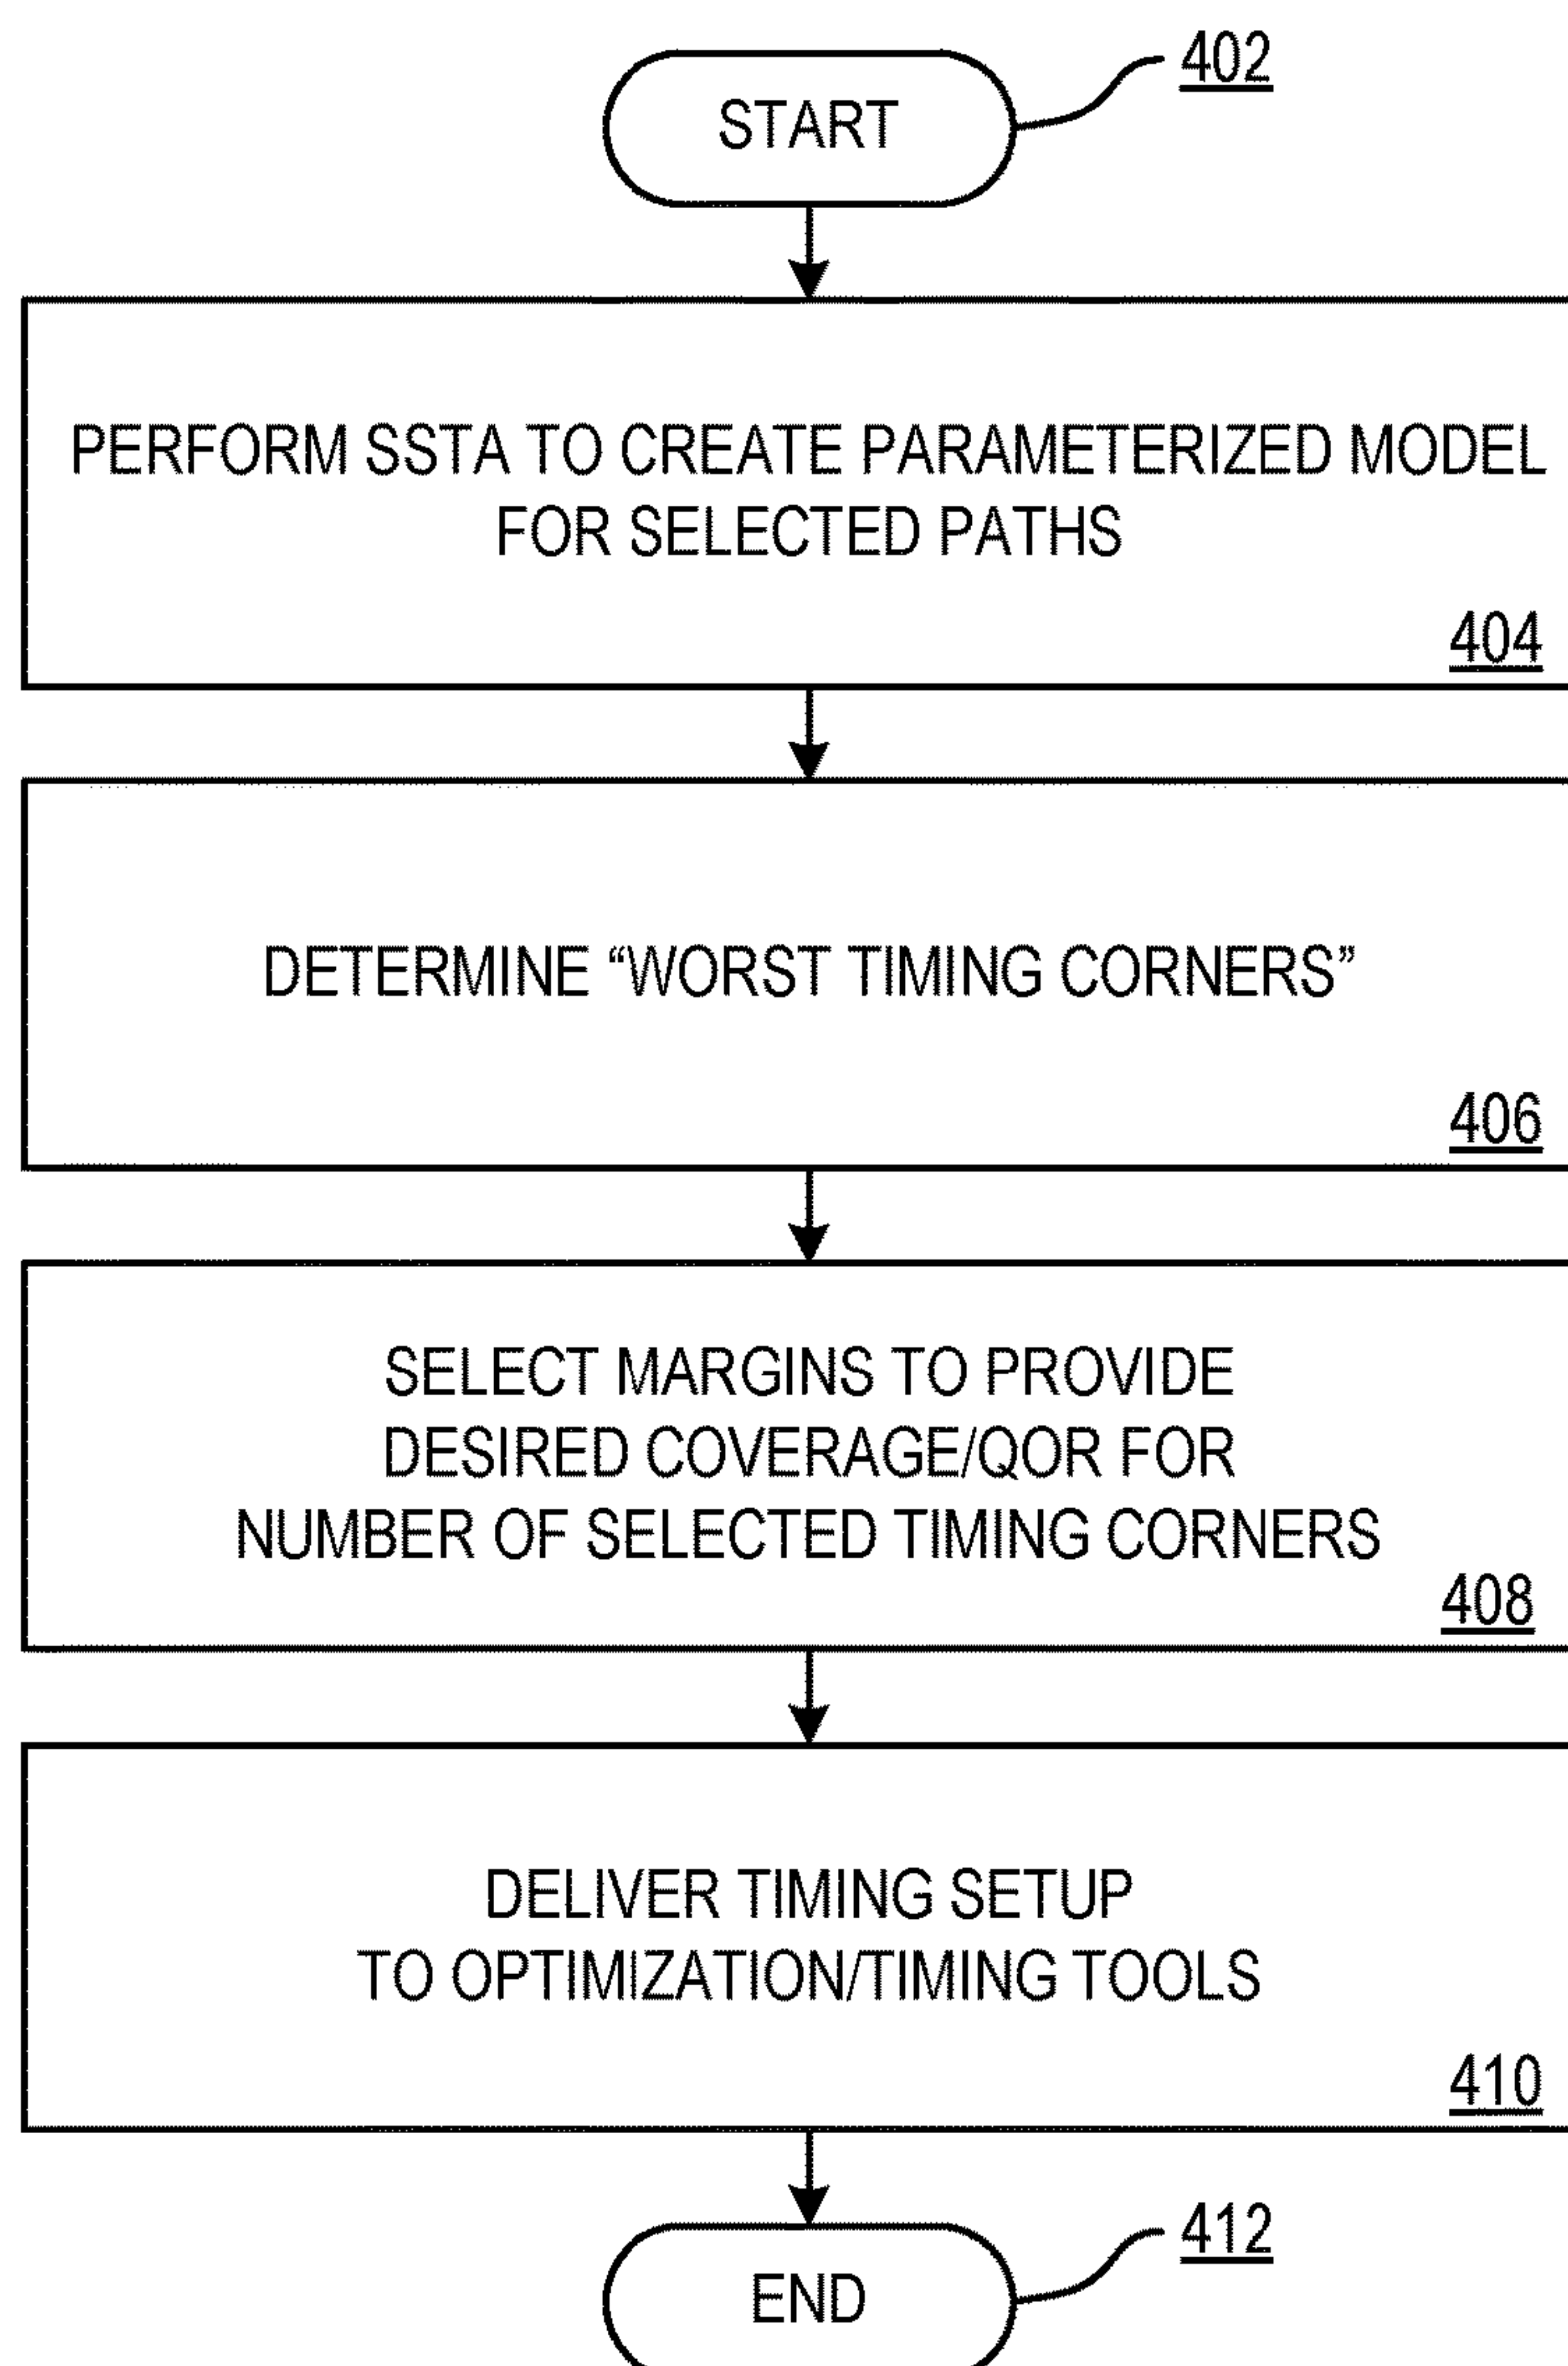 402
START
PERFORM SSTA TO CREATE PARAMETERIZED MODEL
FOR SELECTED PATHS
404
DETERMINE “WORST TIMING CORNERS”
406
SELECT MARGINS TO PROVIDE
DESIRED COVERAGE/QOR FOR
NUMBER OF SELECTED TIMING CORNERS
408
DELIVER TIMING SETUP
TO OPTIMIZATION/TIMING TOOLS
410
412
END